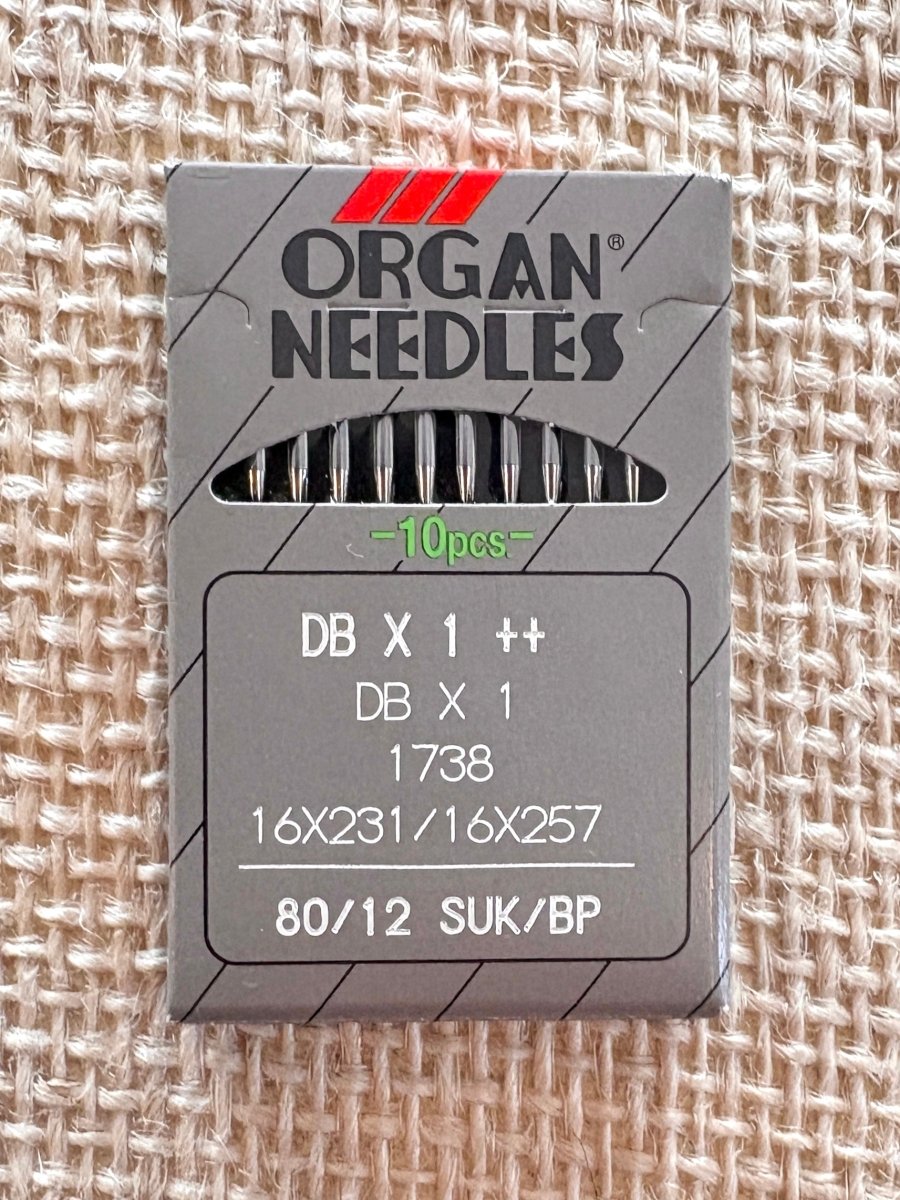 ORGAN®
NEEDLES
-10pcs-
DB X 1 ++
DB X 1
1738
16X231/16X257
80/12 SUK/BP